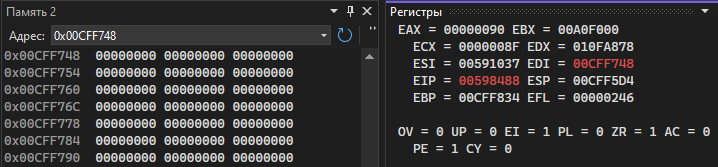 Память 2
Адрес: 0x00CFF748
0x00CFF748 00000000 00000000 00000000
0x00CFF754 00000000 00000000 00000000
0x00CFF760 00000000 00000000 00000000
0x00CFF76C 00000000 00000000 00000000
0x00CFF778 00000000 00000000 00000000
0x00CFF784 00000000 00000000 00000000
0x00CFF790 00000000 00000000 00000000
Регистры
EAX = 00000090 EBX = 00A0F000
ECX = 0000008F EDX = 010FA878
ESI = 00591037 EDI = 00CFF748
EIP = 00598488 ESP = 00CFF5D4
EBP = 00CFF834 EFL = 00000246
OV = 0 UP = 0 EI = 1 PL = 0 ZR = 1 AC = 0
PE = 1 CY = 0